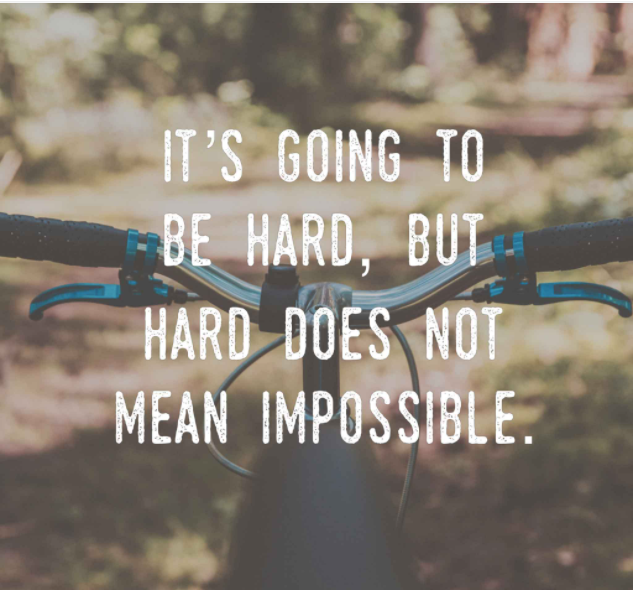 IT'S GOING TO
BE HARD, BUT
HARD DOES NOT
MEAN IMPOSSIBLE.